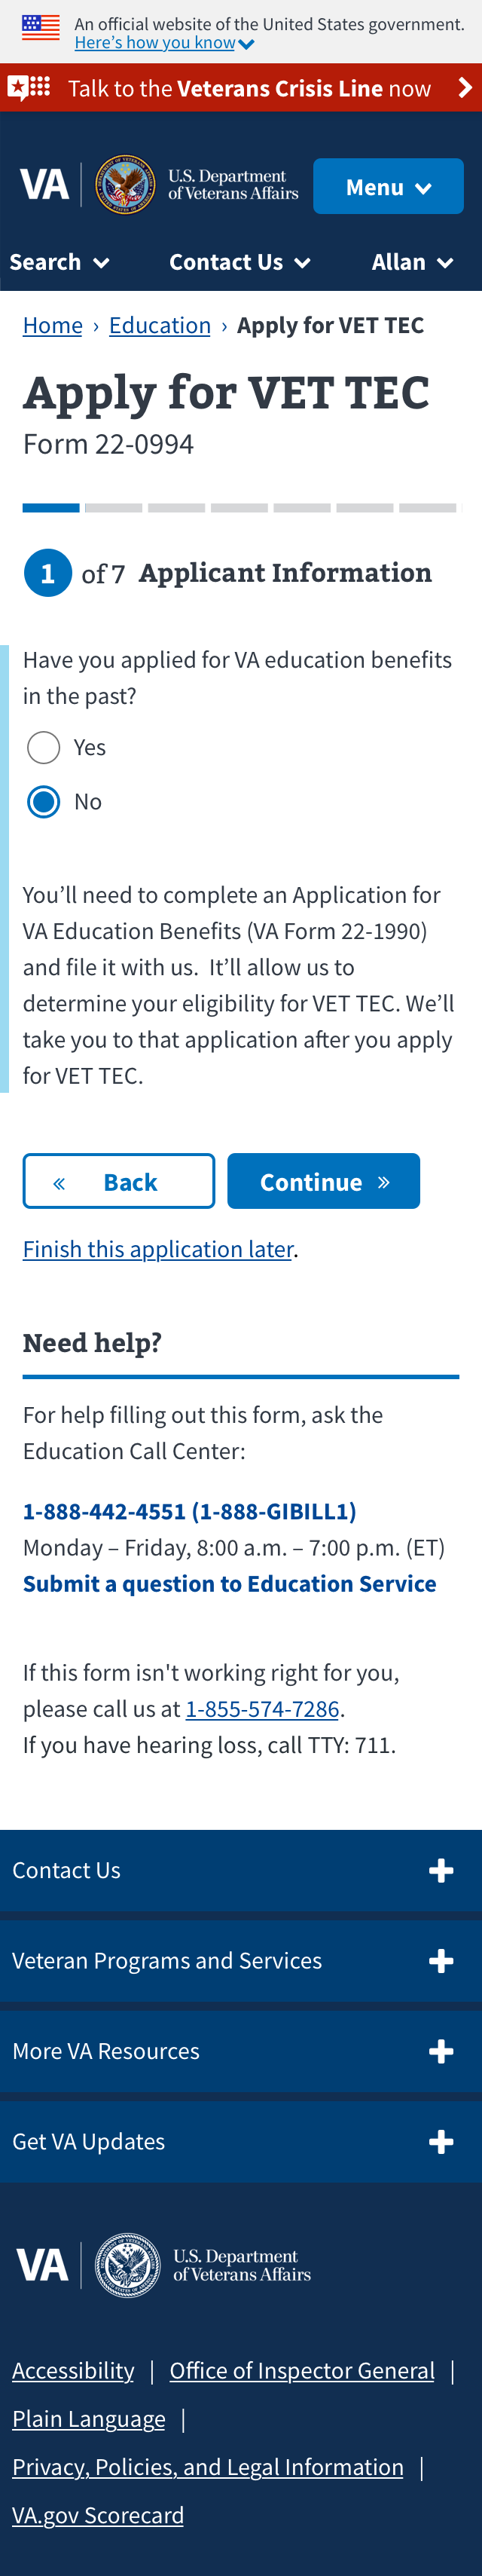 An official website of the United States government.
Here’s how you know
Talk to the Veterans Crisis Line now
VA
U.S. Department
of Veterans Affairs
Menu
Search
Contact Us
Allan
Home › Education › Apply for VET TEC
Apply for VET TEC
Form 22-0994
1 of 7 Applicant Information
Have you applied for VA education benefits
in the past?
Yes
No
You’ll need to complete an Application for
VA Education Benefits (VA Form 22-1990)
and file it with us.  It’ll allow us to
determine your eligibility for VET TEC. We’ll
take you to that application after you apply
for VET TEC.
« Back
Continue »
Finish this application later.
Need help?
For help filling out this form, ask the
Education Call Center:
1-888-442-4551 (1-888-GIBILL1)
Monday – Friday, 8:00 a.m. – 7:00 p.m. (ET)
Submit a question to Education Service
If this form isn't working right for you,
please call us at 1-855-574-7286.
If you have hearing loss, call TTY: 711.
Contact Us
Veteran Programs and Services
More VA Resources
Get VA Updates
VA
U.S. Department
of Veterans Affairs
Accessibility | Office of Inspector General |
Plain Language |
Privacy, Policies, and Legal Information |
VA.gov Scorecard